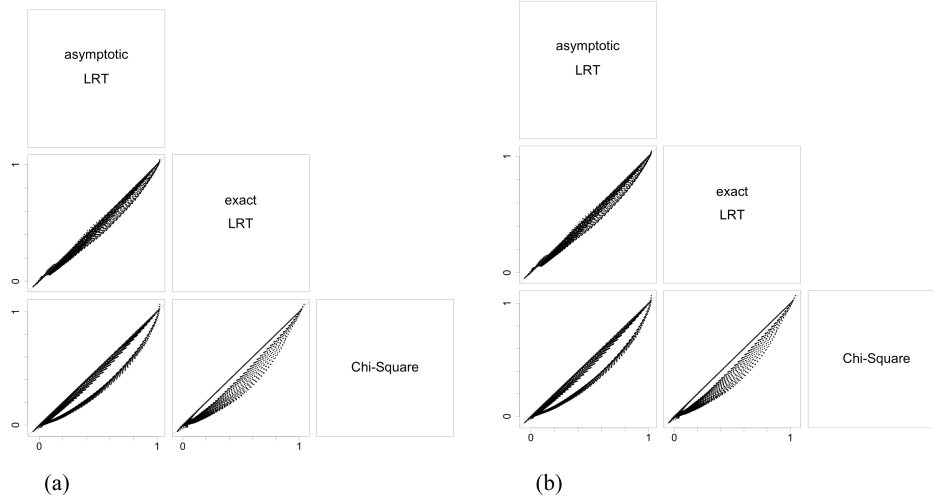 asymptotic
LRT
asymptotic
LRT
1
0
exact
LRT
1
0
exact
LRT
1
0
Chi-Square
1
0
Chi-Square
0 1 0 1
0 1 0 1
(a)
(b)